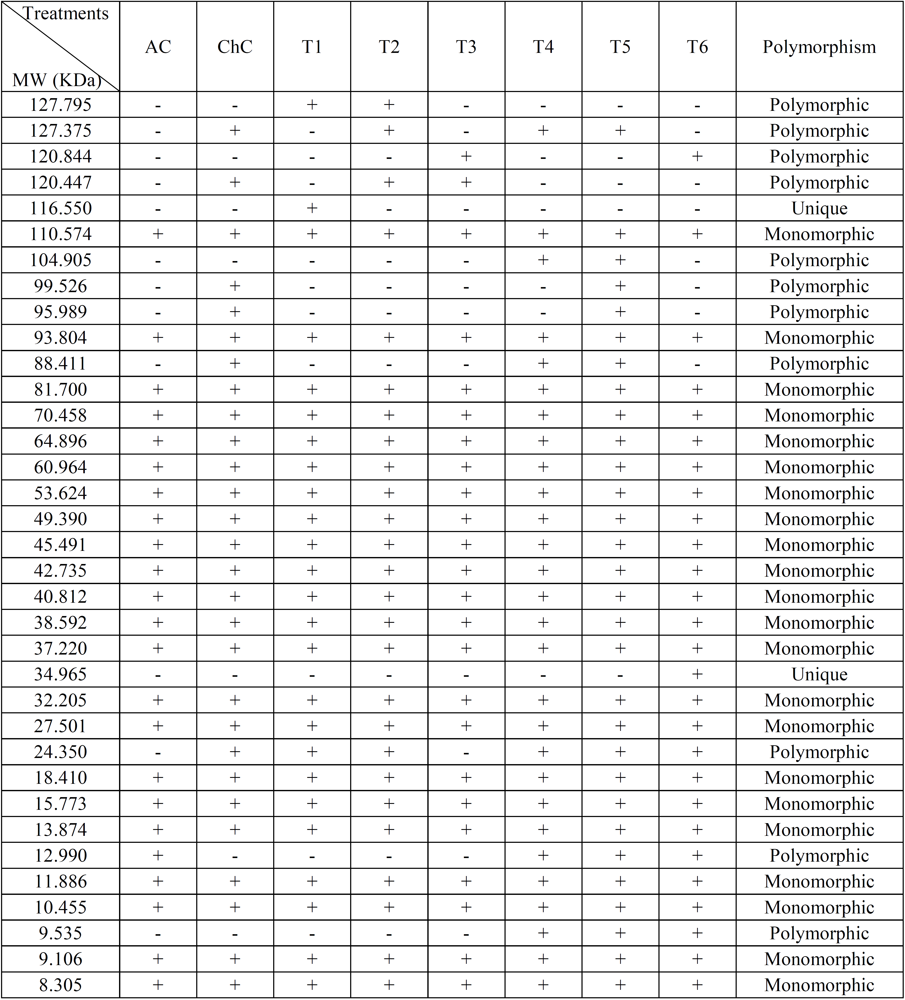 Treatments
MW (KDa) AC ChC T1 T2 T3 T4 T5 T6 Polymorphism
127.795 - - + + - - - - Polymorphic
127.375 - + - + - + + - Polymorphic
120.844 - - - - + - - + Polymorphic
120.447 - + - + + - - - Polymorphic
116.550 - - + - - - - - Unique
110.574 + + + + + + + + Monomorphic
104.905 - - - - - + + - Polymorphic
99.526 - + - - - - + - Polymorphic
95.989 - + - - - - + - Polymorphic
93.804 + + + + + + + + Monomorphic
88.411 - + - - - + + - Polymorphic
81.700 + + + + + + + + Monomorphic
70.458 + + + + + + + + Monomorphic
64.896 + + + + + + + + Monomorphic
60.964 + + + + + + + + Monomorphic
53.624 + + + + + + + + Monomorphic
49.390 + + + + + + + + Monomorphic
45.491 + + + + + + + + Monomorphic
42.735 + + + + + + + + Monomorphic
40.812 + + + + + + + + Monomorphic
38.592 + + + + + + + + Monomorphic
37.220 + + + + + + + + Monomorphic
34.965 - - - - - - - + Unique
32.205 + + + + + + + + Monomorphic
27.501 + + + + + + + + Monomorphic
24.350 - + + + - + + + Polymorphic
18.410 + + + + + + + + Monomorphic
15.773 + + + + + + + + Monomorphic
13.874 + + + + + + + + Monomorphic
12.990 + - - - - + + + Polymorphic
11.886 + + + + + + + + Monomorphic
10.455 + + + + + + + + Monomorphic
9.535 - - - - - + + + Polymorphic
9.106 + + + + + + + + Monomorphic
8.305 + + + + + + + + Monomorphic